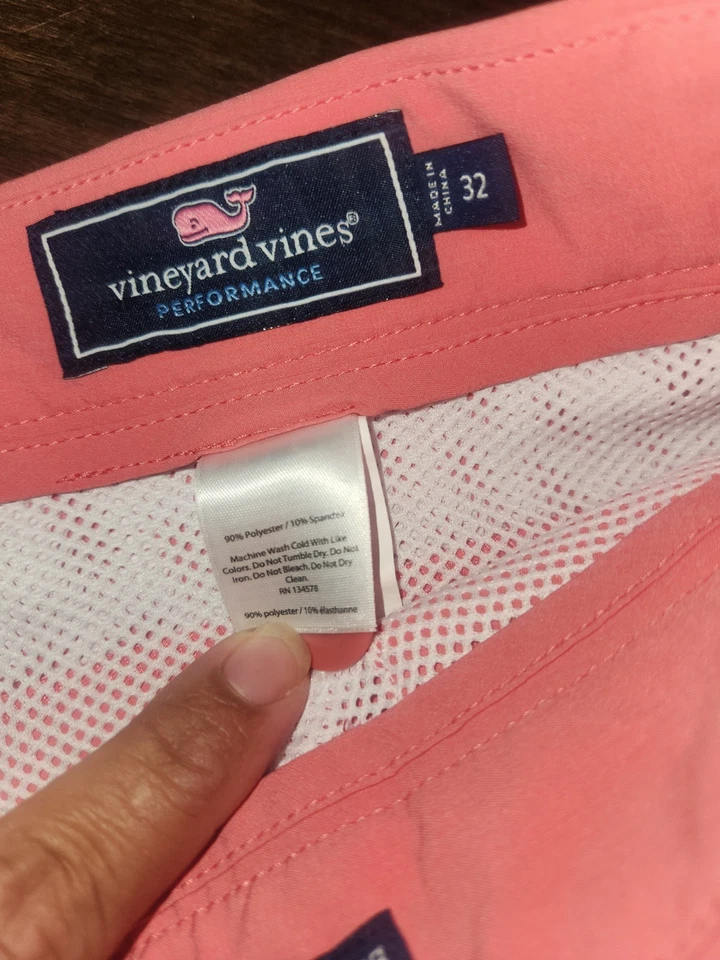 vineyard vines®
PERFORMANCE
MADE IN
CHINA
32
90% Polyester / 10% Spandex
Machine Wash Cold With Like
Colors. Do Not Tumble Dry. Do Not
Iron. Do Not Bleach. Do Not Dry
Clean.
RN 134578
90% polyester / 10% élasthanne